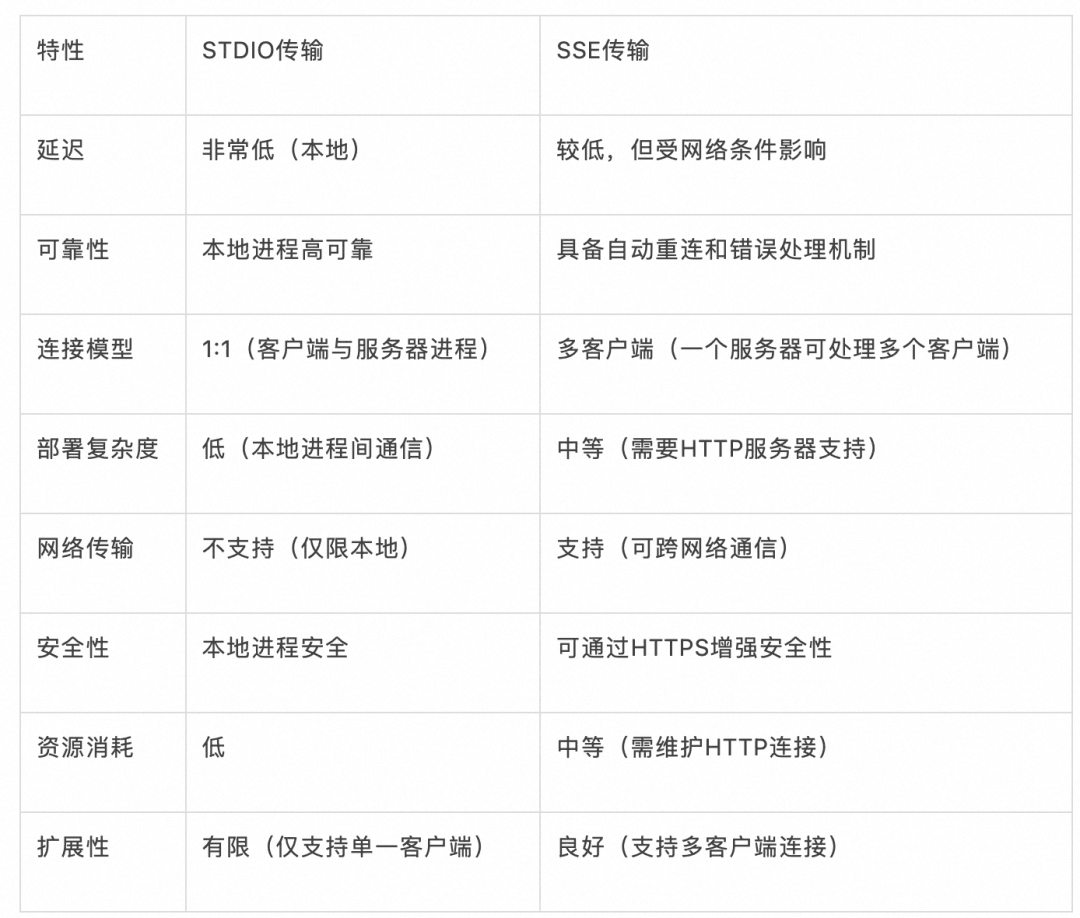 特性 STDIO传输 SSE传输
延迟 非常低（本地） 较低，但受网络条件影响
可靠性 本地进程高可靠 具备自动重连和错误处理机制
连接模型 1:1（客户端与服务器进程） 多客户端（一个服务器可处理多个客户端）
部署复杂度 低（本地进程间通信） 中等（需要HTTP服务器支持）
网络传输 不支持（仅限本地） 支持（可跨网络通信）
安全性 本地进程安全 可通过HTTPS增强安全性
资源消耗 低 中等（需维护HTTP连接）
扩展性 有限（仅支持单一客户端） 良好（支持多客户端连接）